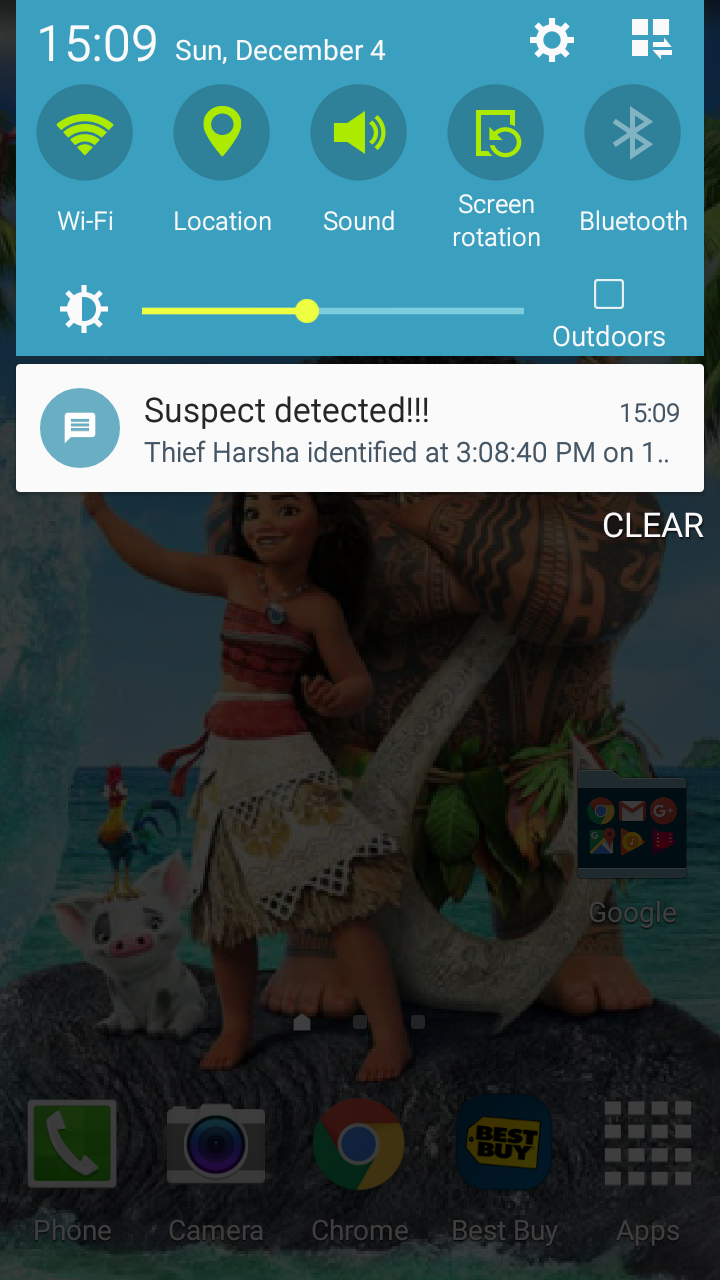 15:09 Sun, December 4
Wi-Fi
Location
Sound
Screen
rotation
Bluetooth
Outdoors
Suspect detected!!! 15:09
Thief Harsha identified at 3:08:40 PM on 1..
CLEAR
G+
Google
BEST
BUY
Phone
Camera
Chrome
Best Buy
Apps